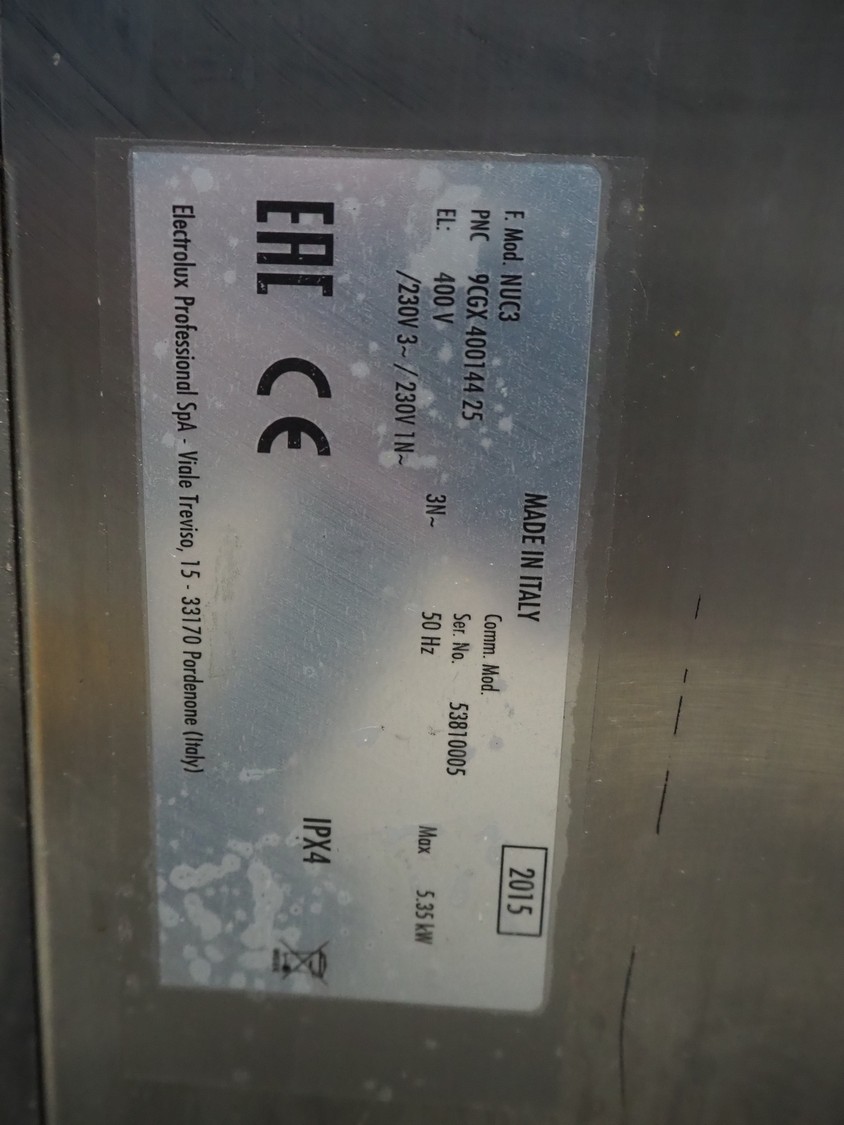 MADE IN ITALY
2015
F. Mod. NUC3
Comm. Mod.
PNC 9CGX 400144 25
Ser. No. 53810005
EL: 400 V 3N~ 50 Hz Max 5.35 kW
/230V 3~ / 230V 1N~
EAC CE IPX4
Electrolux Professional SpA - Viale Treviso, 15 - 33170 Pordenone (Italy)